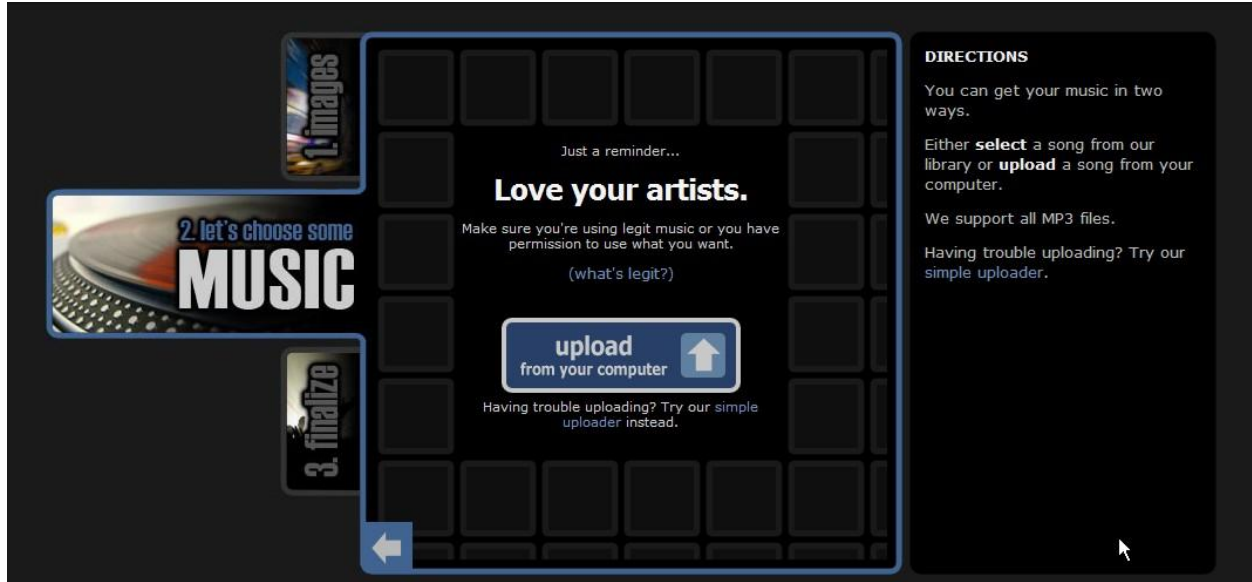 1. images
2. let's choose some
MUSIC
3. finalize
Just a reminder...
Love your artists.
Make sure you're using legit music or you have
permission to use what you want.
(what's legit?)
upload
from your computer
Having trouble uploading? Try our simple
uploader instead.
DIRECTIONS
You can get your music in two
ways.
Either select a song from our
library or upload a song from your
computer.
We support all MP3 files.
Having trouble uploading? Try our
simple uploader.